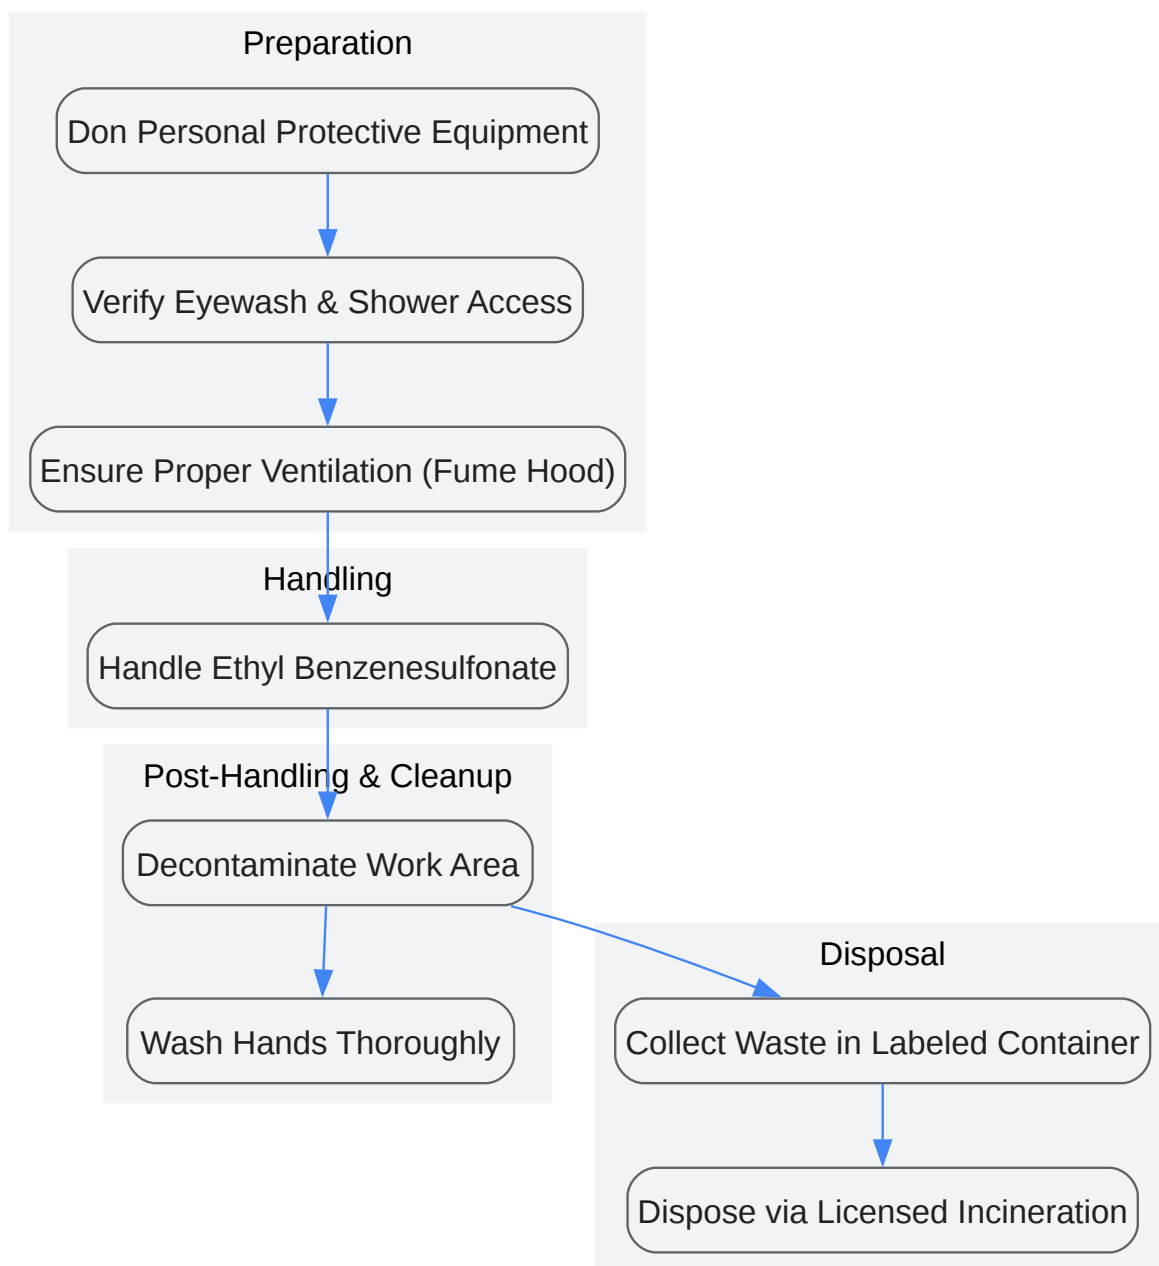 Preparation
Don Personal Protective Equipment
Verify Eyewash & Shower Access
Ensure Proper Ventilation (Fume Hood)
Handling
Handle Ethyl Benzenesulfonate
Post-Handling & Cleanup
Decontaminate Work Area
Wash Hands Thoroughly
Disposal
Collect Waste in Labeled Container
Dispose via Licensed Incineration